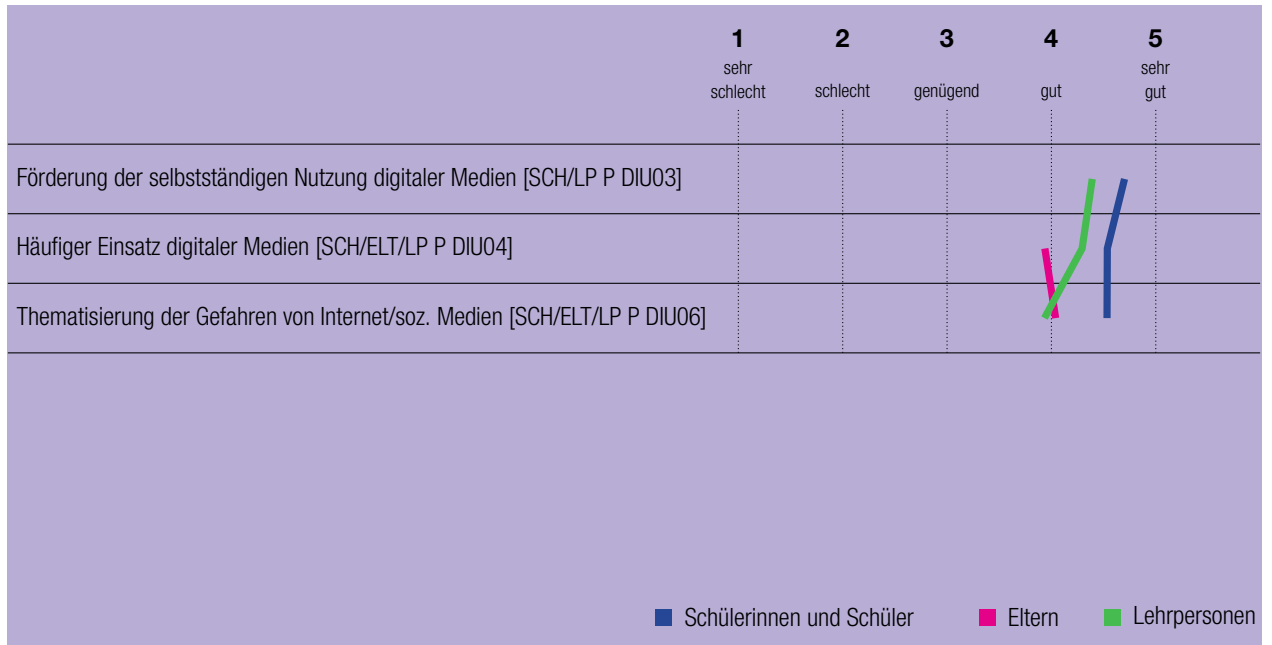 1 2 3 4 5
sehr schlecht schlecht genügend gut sehr gut
Förderung der selbstständigen Nutzung digitaler Medien [SCH/LP P DIU03]
Häufiger Einsatz digitaler Medien [SCH/ELT/LP P DIU04]
Thematisierung der Gefahren von Internet/soz. Medien [SCH/ELT/LP P DIU06]
Schülerinnen und Schüler Eltern Lehrpersonen